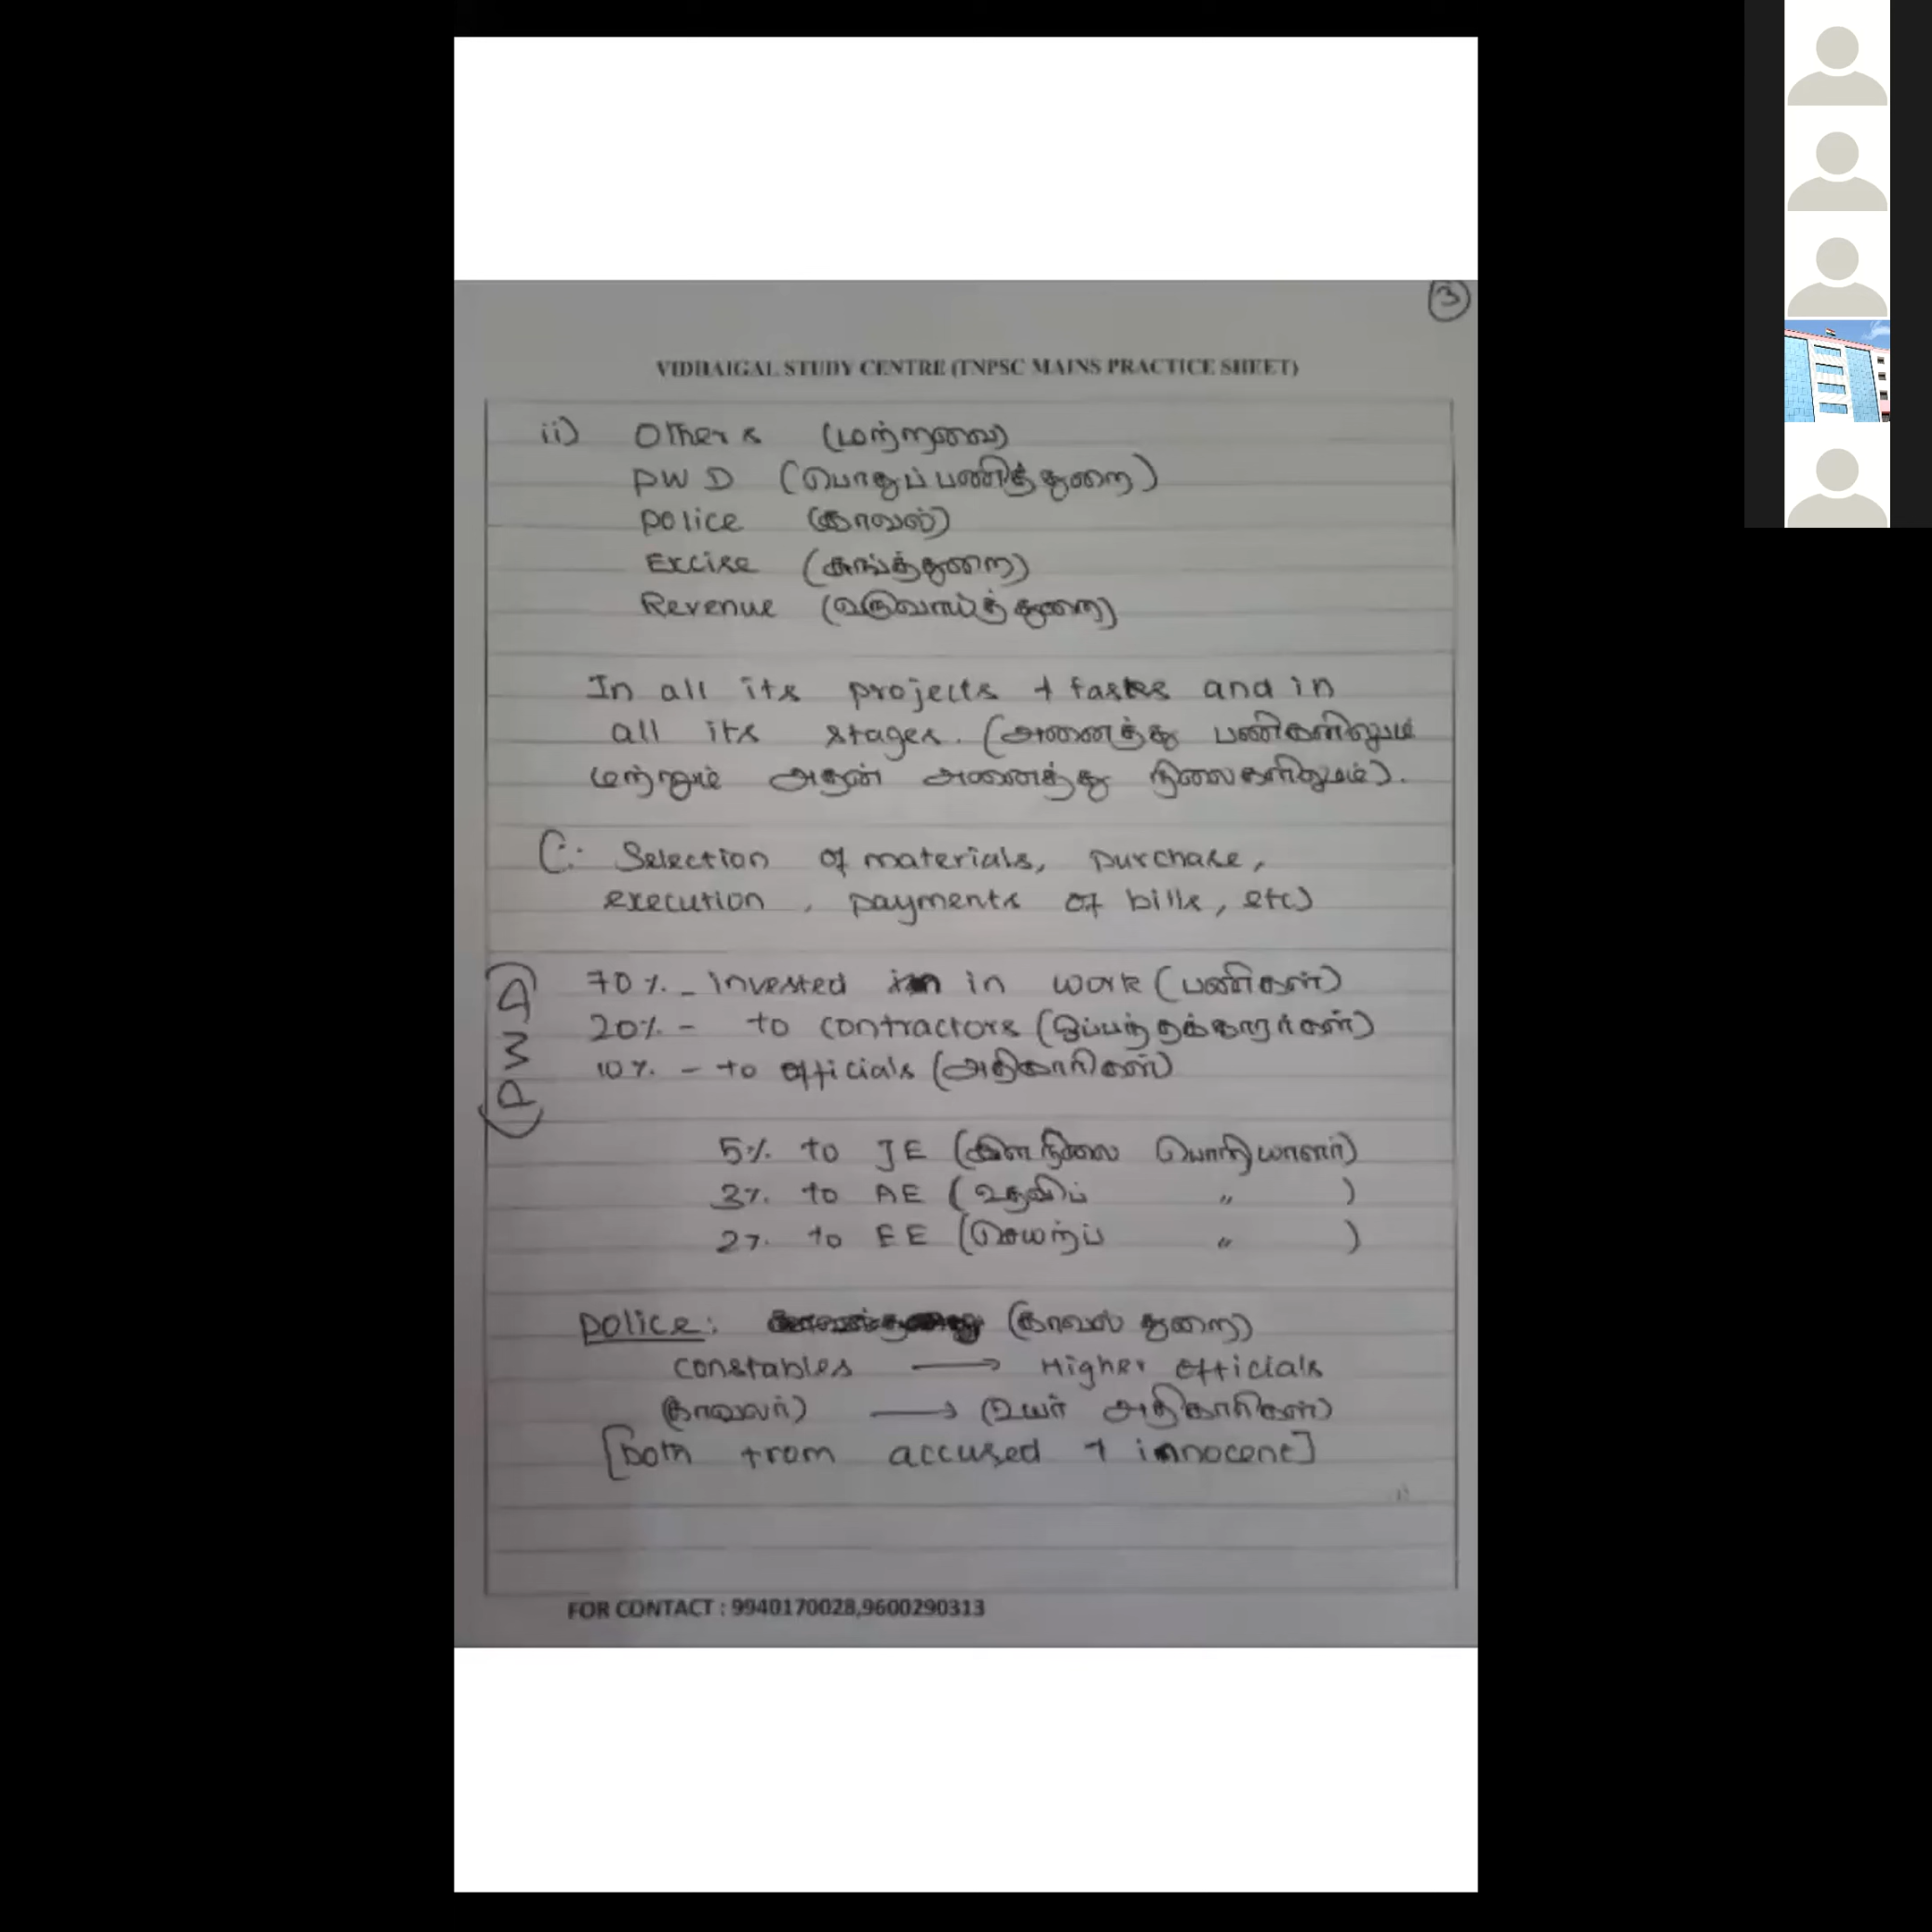 3
VIDHAIGAL STUDY CENTRE (TNPSC MAINS PRACTICE SHEET)
ii) Others (மற்றவை)
PWD (பொதுப்பணித்துறை)
police (காவல்)
Excise (சுங்கத்துறை)
Revenue (வருவாய்த்துறை)
In all its projects + tasks and in
all its stages. (அனைத்து பணிகளிலும்
மற்றும் அதன் அனைத்து நிலைகளிலும்).
(∴ Selection of materials, purchase,
execution, payments of bills, etc)
(PWD)
70% - invested in work (பணிகள்)
20% - to contractors (ஒப்பந்தக்காரர்கள்)
10% - to officials (அதிகாரிகள்)
5% to JE (இளநிலை பொறியாளர்)
3% to AE (உதவிப் " )
2% to EE (செயற்ப் " )
police: (காவல் துறை)
constables → Higher officials
(காவலர்) → (உயர் அதிகாரிகள்)
[both from accused + innocent]
FOR CONTACT : 9940170028,9600290313